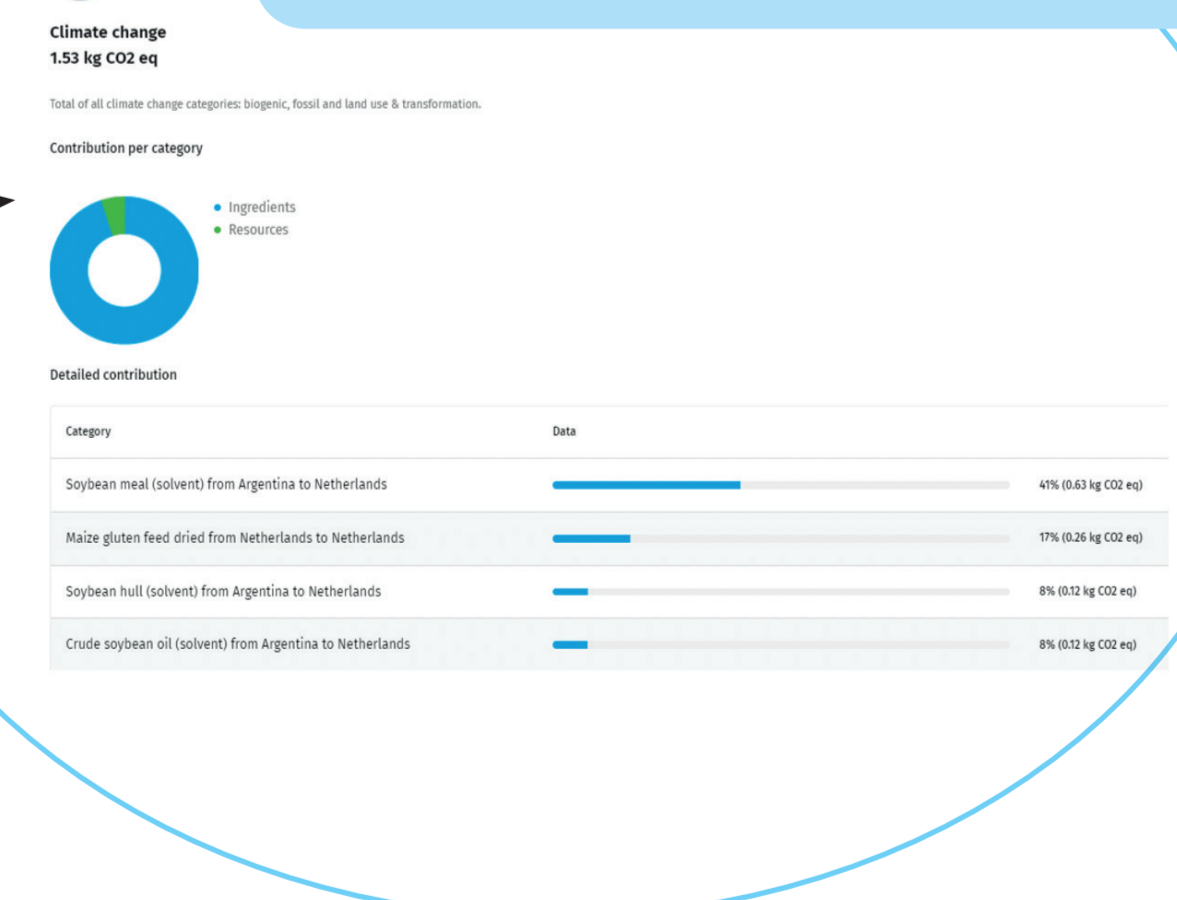 Climate change
1.53 kg CO2 eq
Total of all climate change categories: biogenic, fossil and land use & transformation.
Contribution per category
Ingredients
Resources
Detailed contribution
Category Data
Soybean meal (solvent) from Argentina to Netherlands 41% (0.63 kg CO2 eq)
Maize gluten feed dried from Netherlands to Netherlands 17% (0.26 kg CO2 eq)
Soybean hull (solvent) from Argentina to Netherlands 8% (0.12 kg CO2 eq)
Crude soybean oil (solvent) from Argentina to Netherlands 8% (0.12 kg CO2 eq)